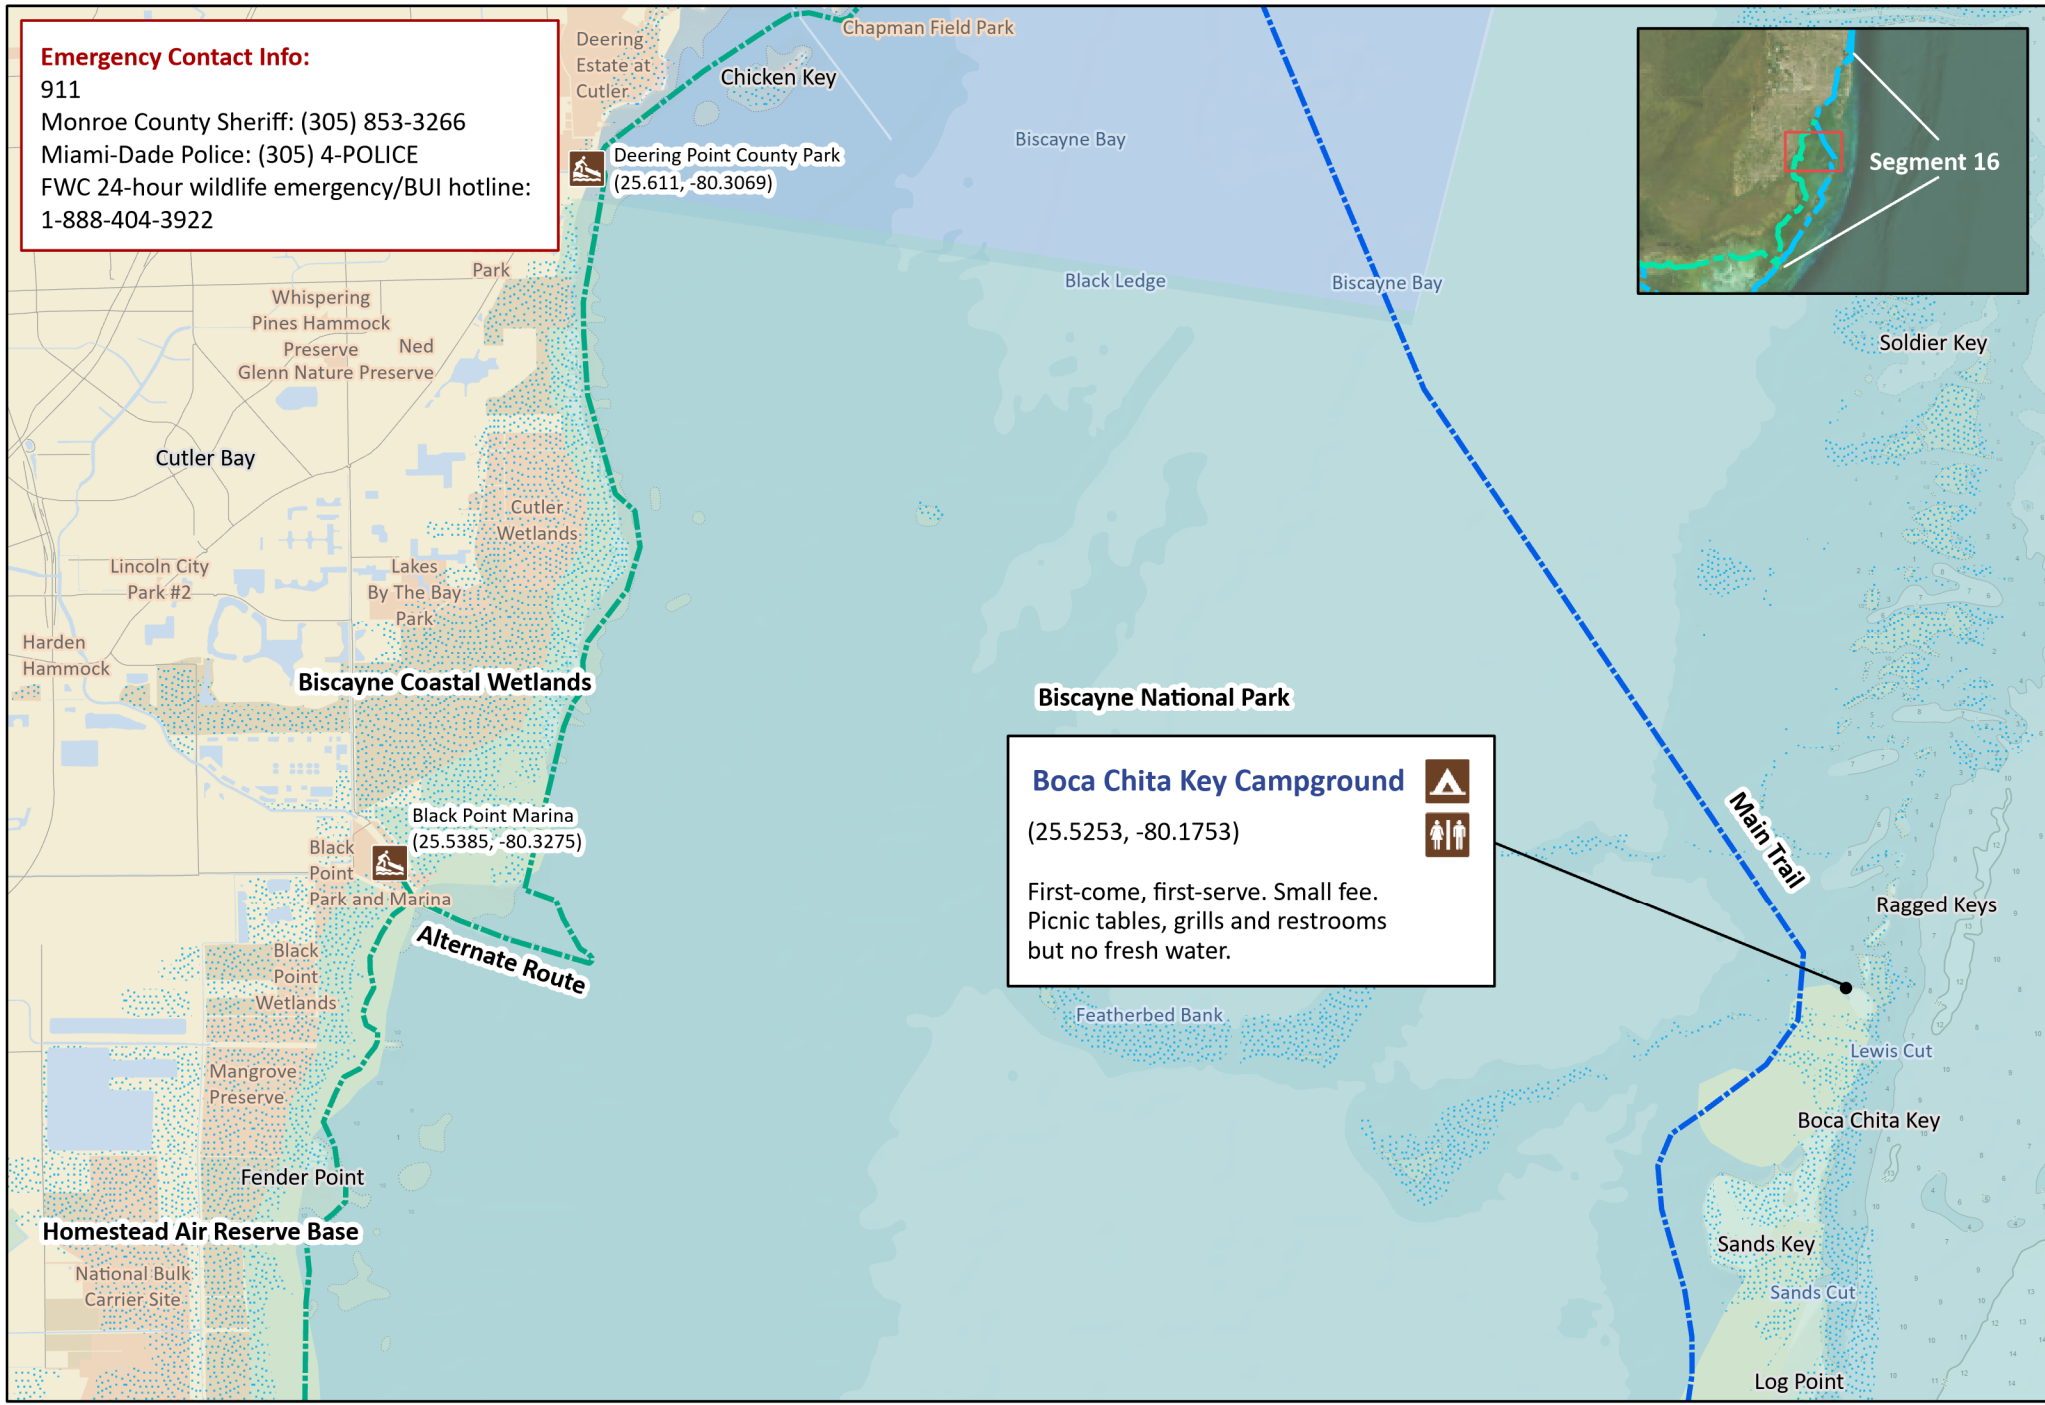 Emergency Contact Info:
911
Monroe County Sheriff: (305) 853-3266
Miami-Dade Police: (305) 4-POLICE
FWC 24-hour wildlife emergency/BUI hotline:
1-888-404-3922
Deering
Estate at
Cutler
Chapman Field Park
Chicken Key
Biscayne Bay
Deering Point County Park
(25.611, -80.3069)
Segment 16
Park
Black Ledge
Biscayne Bay
Whispering
Pines Hammock
Preserve
Ned
Glenn Nature Preserve
Soldier Key
Cutler Bay
Cutler
Wetlands
Lincoln City
Park #2
Lakes
By The Bay
Park
Harden
Hammock
Biscayne Coastal Wetlands
Biscayne National Park
Boca Chita Key Campground
(25.5253, -80.1753)
First-come, first-serve. Small fee.
Picnic tables, grills and restrooms
but no fresh water.
Main Trail
Black Point Marina
(25.5385, -80.3275)
Black
Point
Park and Marina
Ragged Keys
Alternate Route
Black
Point
Wetlands
Featherbed Bank
Lewis Cut
Mangrove
Preserve
Boca Chita Key
Fender Point
Homestead Air Reserve Base
Sands Key
National Bulk
Carrier Site
Sands Cut
Log Point